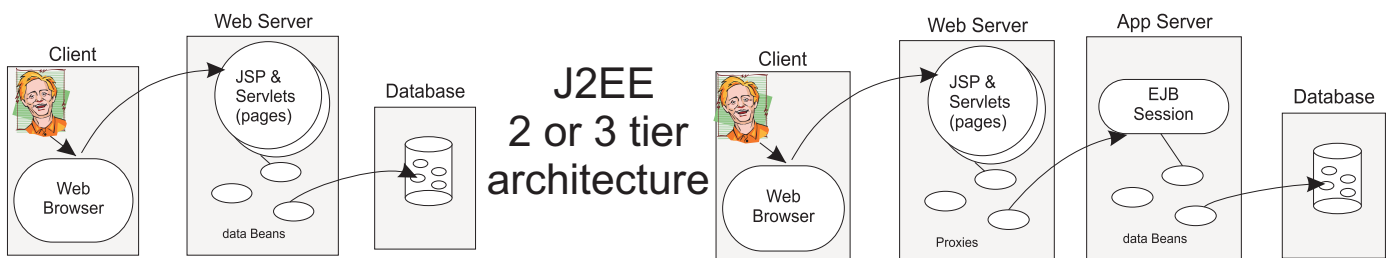 Client
Web
Browser
Web Server
JSP &
Servlets
(pages)
data Beans
Database
J2EE
2 or 3 tier
architecture
Client
Web
Browser
Web Server
JSP &
Servlets
(pages)
Proxies
App Server
EJB
Session
data Beans
Database